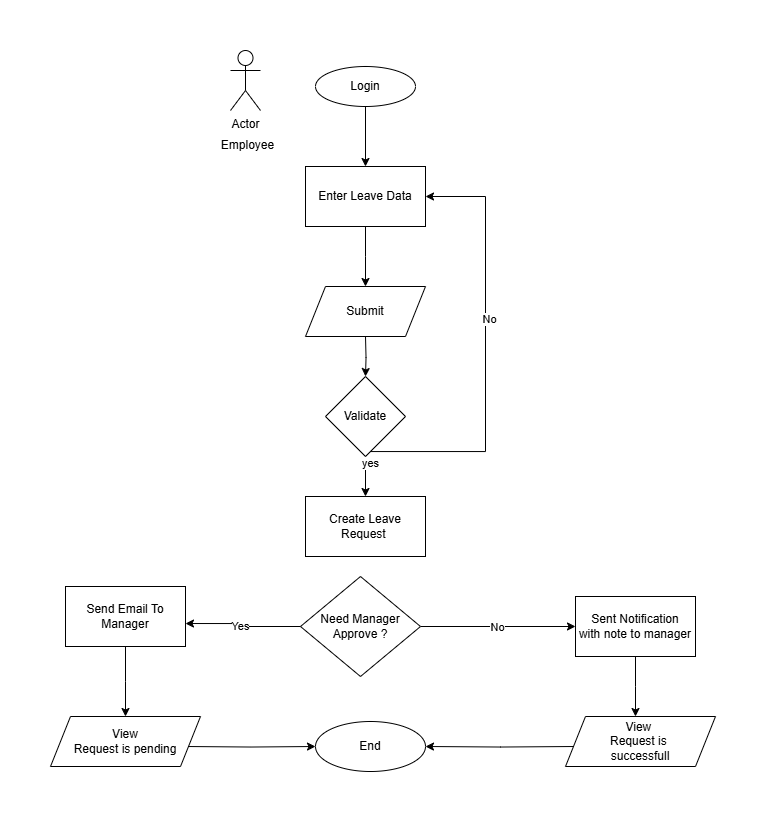 Login
Actor
Employee
Enter Leave Data
Submit
No
Validate
yes
Create Leave
Request
Send Email To
Manager
Yes
Need Manager
Approve ?
No
Sent Notification
with note to manager
View
Request is pending
End
View
Request is
successfull